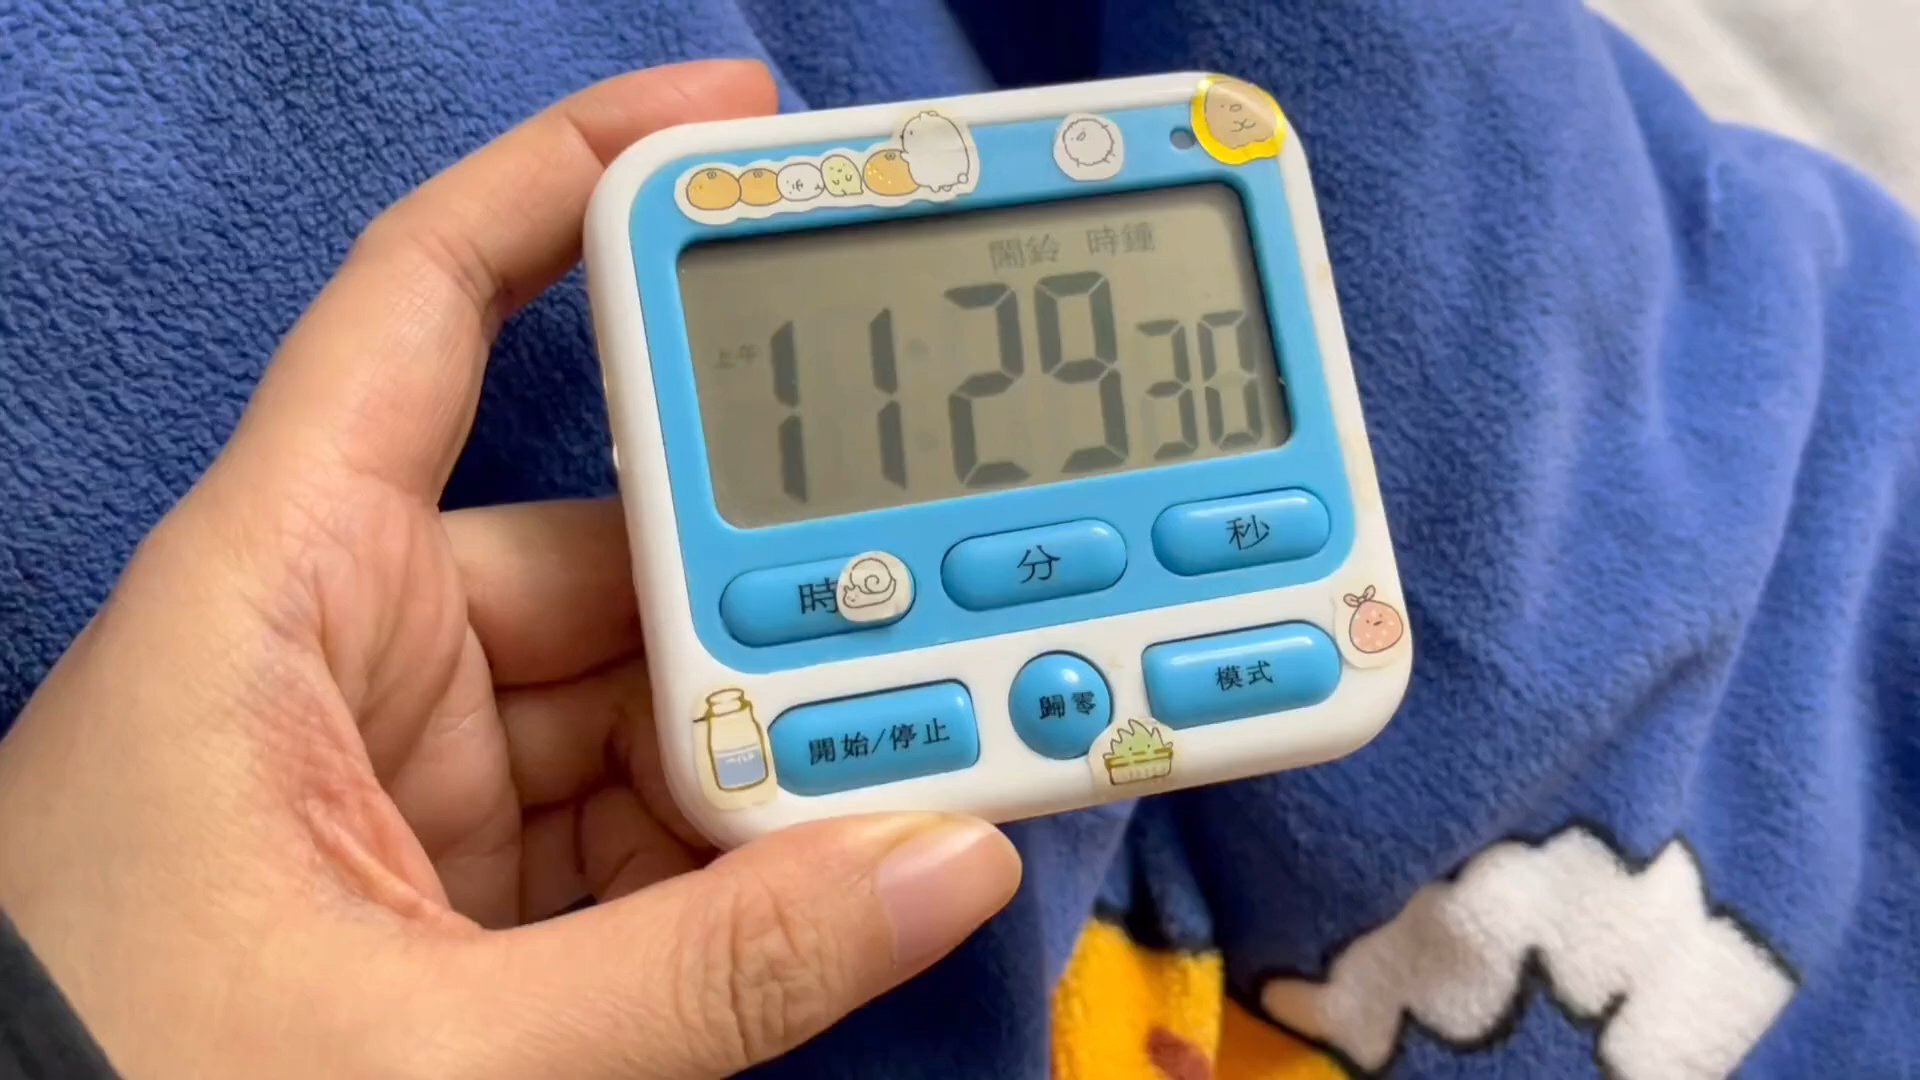 開鈴 時鐘
上午 11:29 30
時 分 秒
開始/停止 歸零 模式